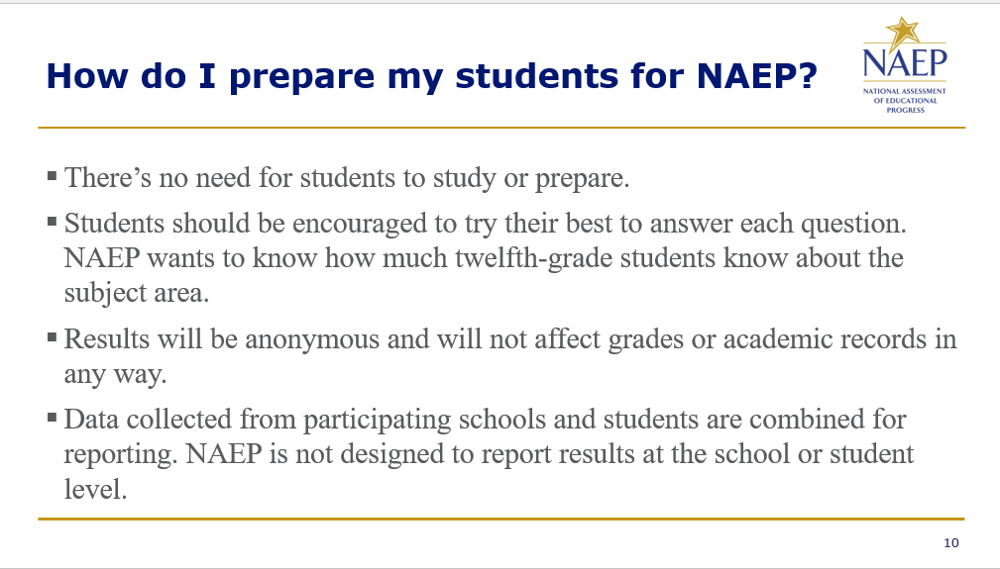 How do I prepare my students for NAEP?
NAEP
NATIONAL ASSESSMENT
OF EDUCATIONAL
PROGRESS
▪ There’s no need for students to study or prepare.
▪ Students should be encouraged to try their best to answer each question.
NAEP wants to know how much twelfth-grade students know about the
subject area.
▪ Results will be anonymous and will not affect grades or academic records in
any way.
▪ Data collected from participating schools and students are combined for
reporting. NAEP is not designed to report results at the school or student
level.
10